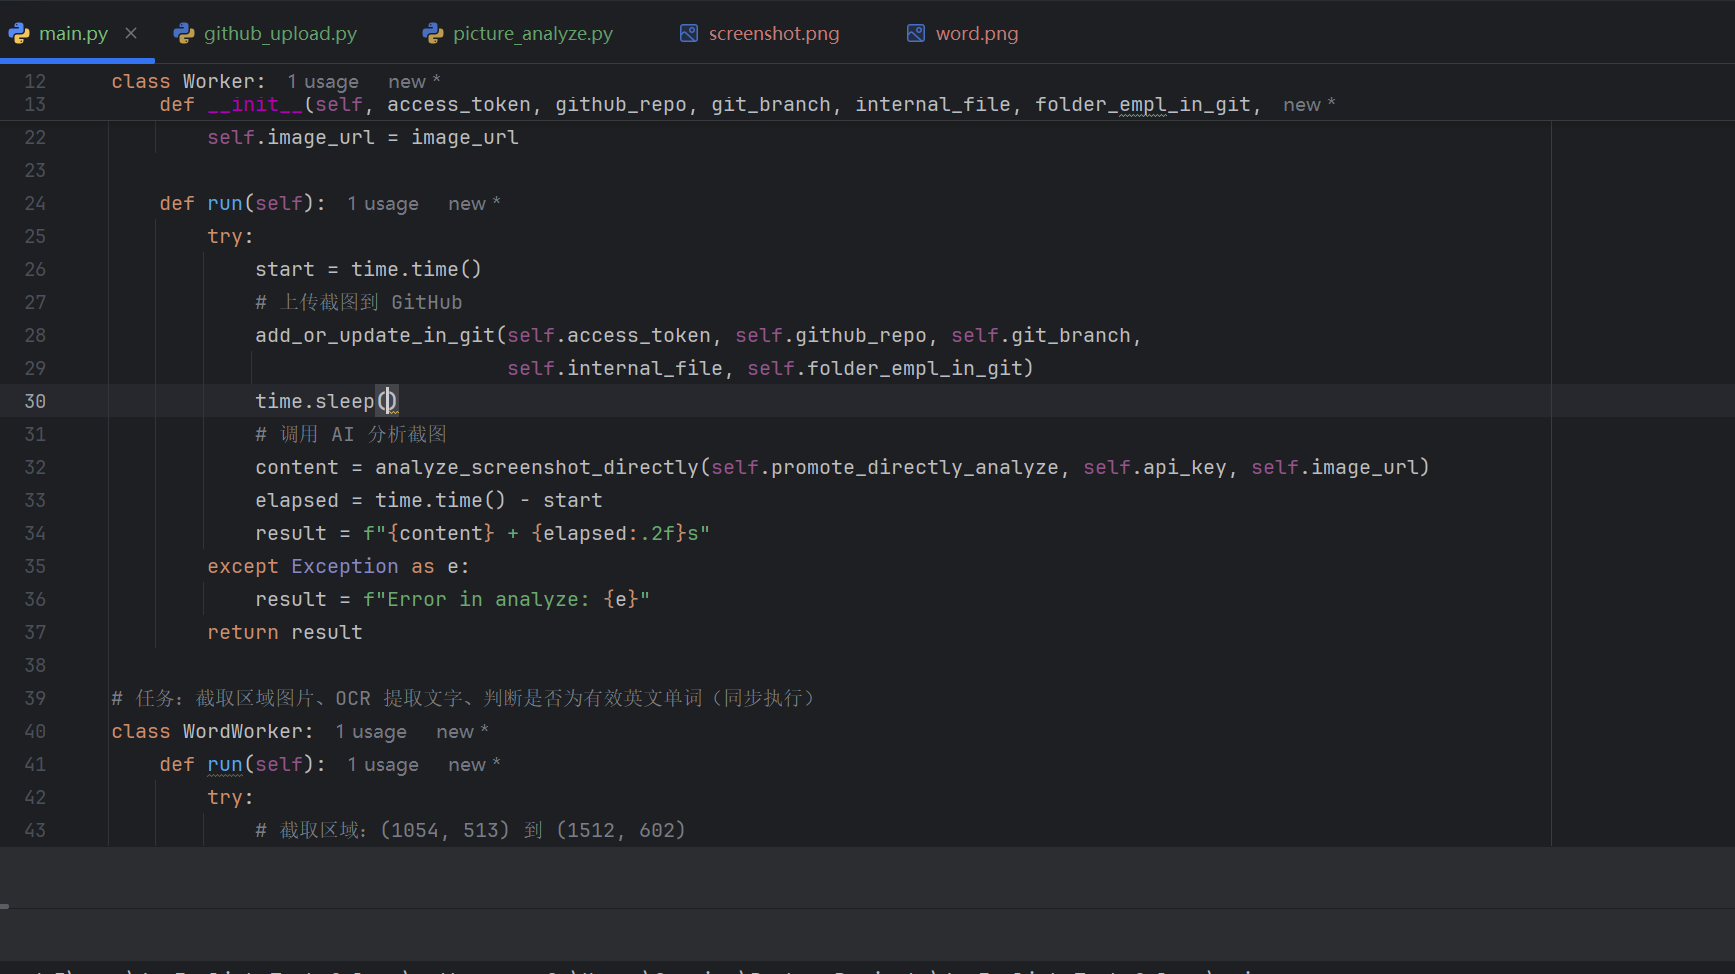 main.py github_upload.py picture_analyze.py screenshot.png word.png
12 class Worker: 1 usage new *
13 def __init__(self, access_token, github_repo, git_branch, internal_file, folder_empl_in_git, new *
22 self.image_url = image_url
23
24 def run(self): 1 usage new *
25 try:
26 start = time.time()
27 # 上传截图到 GitHub
28 add_or_update_in_git(self.access_token, self.github_repo, self.git_branch,
29 self.internal_file, self.folder_empl_in_git)
30 time.sleep()
31 # 调用 AI 分析截图
32 content = analyze_screenshot_directly(self.promote_directly_analyze, self.api_key, self.image_url)
33 elapsed = time.time() - start
34 result = f"{content} + {elapsed:.2f}s"
35 except Exception as e:
36 result = f"Error in analyze: {e}"
37 return result
38
39 # 任务：截取区域图片、OCR 提取文字、判断是否为有效英文单词（同步执行）
40 class WordWorker: 1 usage new *
41 def run(self): 1 usage new *
42 try:
43 # 截取区域：(1054, 513) 到 (1512, 602)